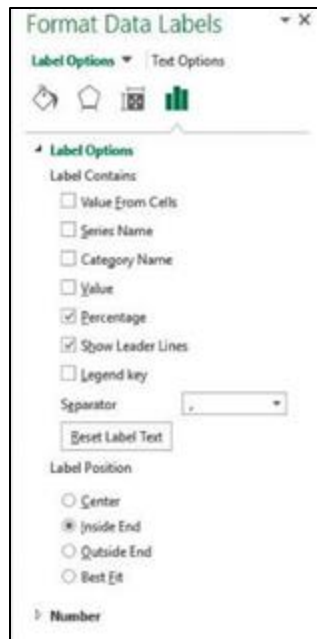 Format Data Labels
Label Options Text Options
Label Options
Label Contains
Value From Cells
Series Name
Category Name
Value
Percentage
Show Leader Lines
Legend key
Separator ,
Reset Label Text
Label Position
Center
Inside End
Outside End
Best Fit
Number